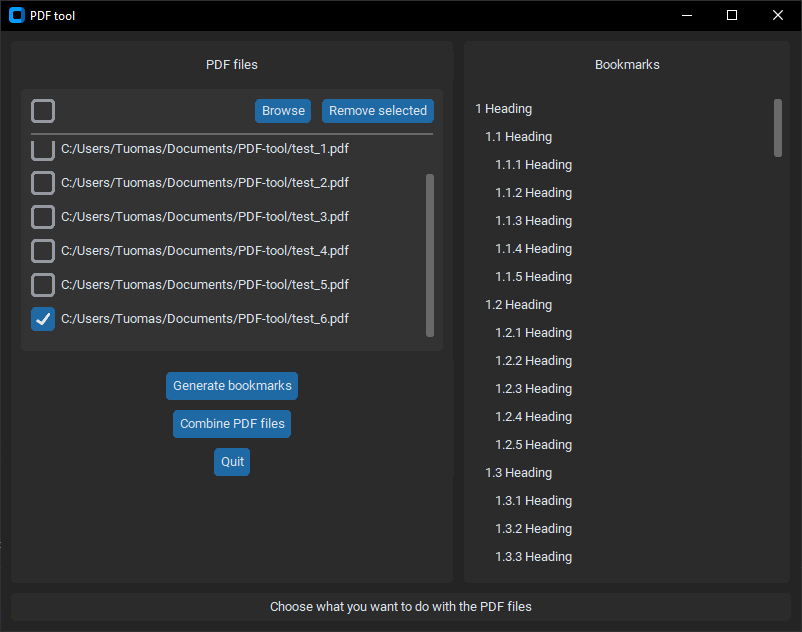 PDF tool
PDF files
Browse
Remove selected
C:/Users/Tuomas/Documents/PDF-tool/test_1.pdf
C:/Users/Tuomas/Documents/PDF-tool/test_2.pdf
C:/Users/Tuomas/Documents/PDF-tool/test_3.pdf
C:/Users/Tuomas/Documents/PDF-tool/test_4.pdf
C:/Users/Tuomas/Documents/PDF-tool/test_5.pdf
C:/Users/Tuomas/Documents/PDF-tool/test_6.pdf
Generate bookmarks
Combine PDF files
Quit
Bookmarks
1 Heading
1.1 Heading
1.1.1 Heading
1.1.2 Heading
1.1.3 Heading
1.1.4 Heading
1.1.5 Heading
1.2 Heading
1.2.1 Heading
1.2.2 Heading
1.2.3 Heading
1.2.4 Heading
1.2.5 Heading
1.3 Heading
1.3.1 Heading
1.3.2 Heading
1.3.3 Heading
Choose what you want to do with the PDF files